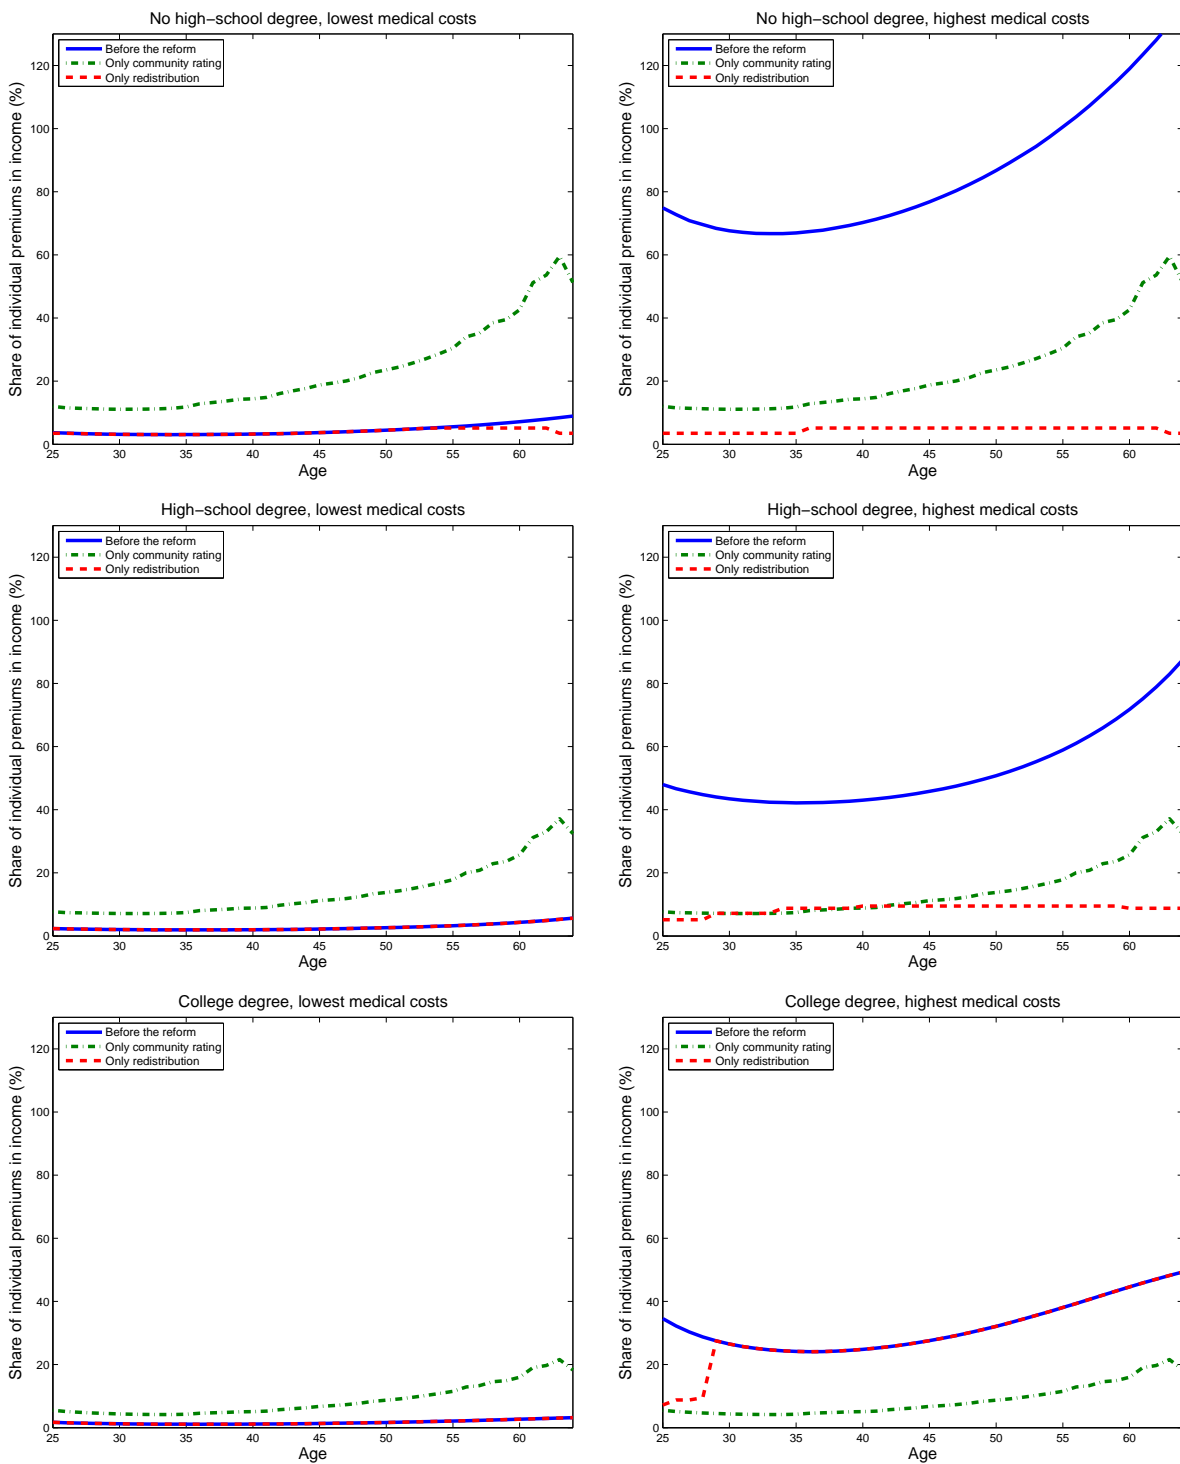 No high-school degree, lowest medical costs
Before the reform
Only community rating
Only redistribution
Share of individual premiums in income (%)
120
100
80
60
40
20
0
25 30 35 40 45 50 55 60
Age
No high-school degree, highest medical costs
Before the reform
Only community rating
Only redistribution
Share of individual premiums in income (%)
120
100
80
60
40
20
0
25 30 35 40 45 50 55 60
Age
High-school degree, lowest medical costs
Before the reform
Only community rating
Only redistribution
Share of individual premiums in income (%)
120
100
80
60
40
20
0
25 30 35 40 45 50 55 60
Age
High-school degree, highest medical costs
Before the reform
Only community rating
Only redistribution
Share of individual premiums in income (%)
120
100
80
60
40
20
0
25 30 35 40 45 50 55 60
Age
College degree, lowest medical costs
Before the reform
Only community rating
Only redistribution
Share of individual premiums in income (%)
120
100
80
60
40
20
0
25 30 35 40 45 50 55 60
Age
College degree, highest medical costs
Before the reform
Only community rating
Only redistribution
Share of individual premiums in income (%)
120
100
80
60
40
20
0
25 30 35 40 45 50 55 60
Age